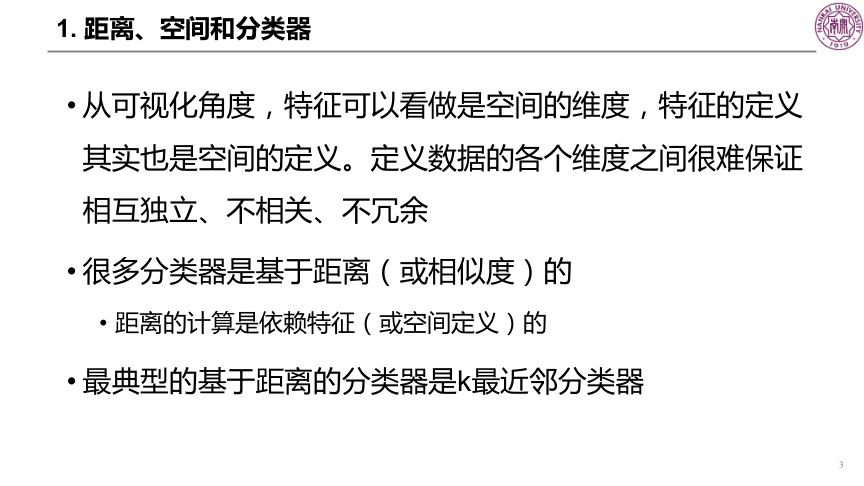 1. 距离、空间和分类器
NANKAI UNIVERSITY
南開
1919
• 从可视化角度，特征可以看做是空间的维度，特征的定义
其实也是空间的定义。定义数据的各个维度之间很难保证
相互独立、不相关、不冗余
• 很多分类器是基于距离（或相似度）的
• 距离的计算是依赖特征（或空间定义）的
• 最典型的基于距离的分类器是k最近邻分类器
3